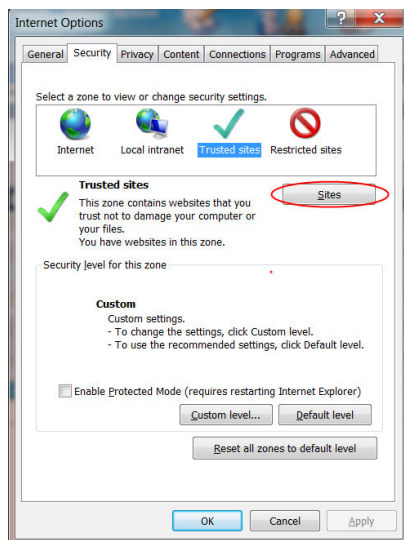 Internet Options
General Security Privacy Content Connections Programs Advanced
Select a zone to view or change security settings.
Internet Local intranet Trusted sites Restricted sites
Trusted sites
Sites
This zone contains websites that you
trust not to damage your computer or
your files.
You have websites in this zone.
Security level for this zone
Custom
Custom settings.
- To change the settings, click Custom level.
- To use the recommended settings, click Default level.
Enable Protected Mode (requires restarting Internet Explorer)
Custom level... Default level
Reset all zones to default level
OK Cancel Apply